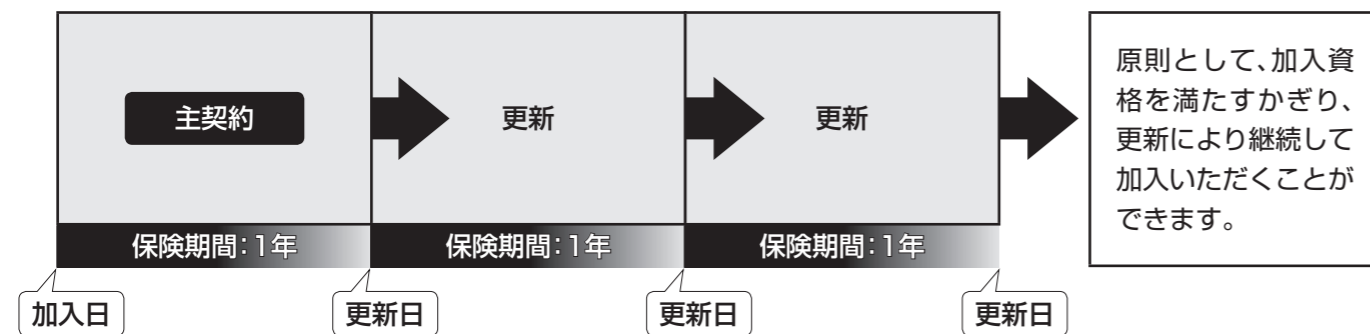 主契約
更新
更新
保険期間：1年
保険期間：1年
保険期間：1年
加入日
更新日
更新日
更新日
原則として、加入資
格を満たすかぎり、
更新により継続して
加入いただくことが
できます。